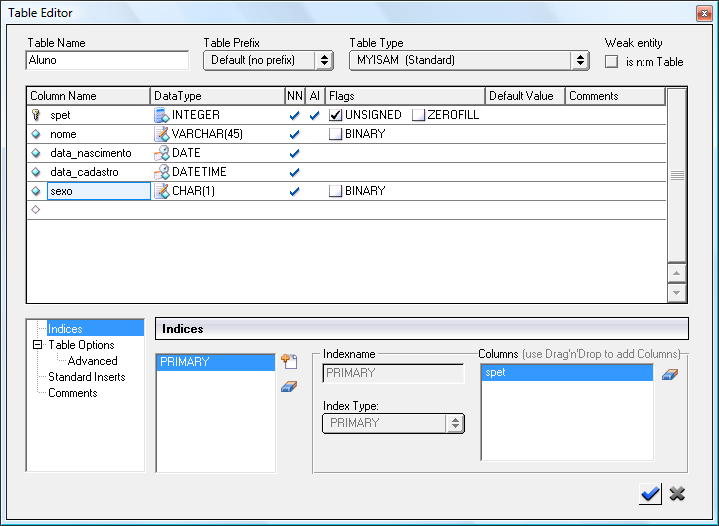 Table Editor
Table Name Table Prefix Table Type Weak entity
Aluno Default (no prefix) MYISAM (Standard) is n:m Table
Column Name DataType NN AI Flags Default Value Comments
spet INTEGER UNSIGNED ZEROFILL
nome VARCHAR(45) BINARY
data_nascimento DATE
data_cadastro DATETIME
sexo CHAR(1) BINARY
Indices
Table Options
Advanced
Standard Inserts
Comments
Indices
PRIMARY
Indexname
PRIMARY
Index Type:
PRIMARY
Columns (use Drag'n'Drop to add Columns)
spet